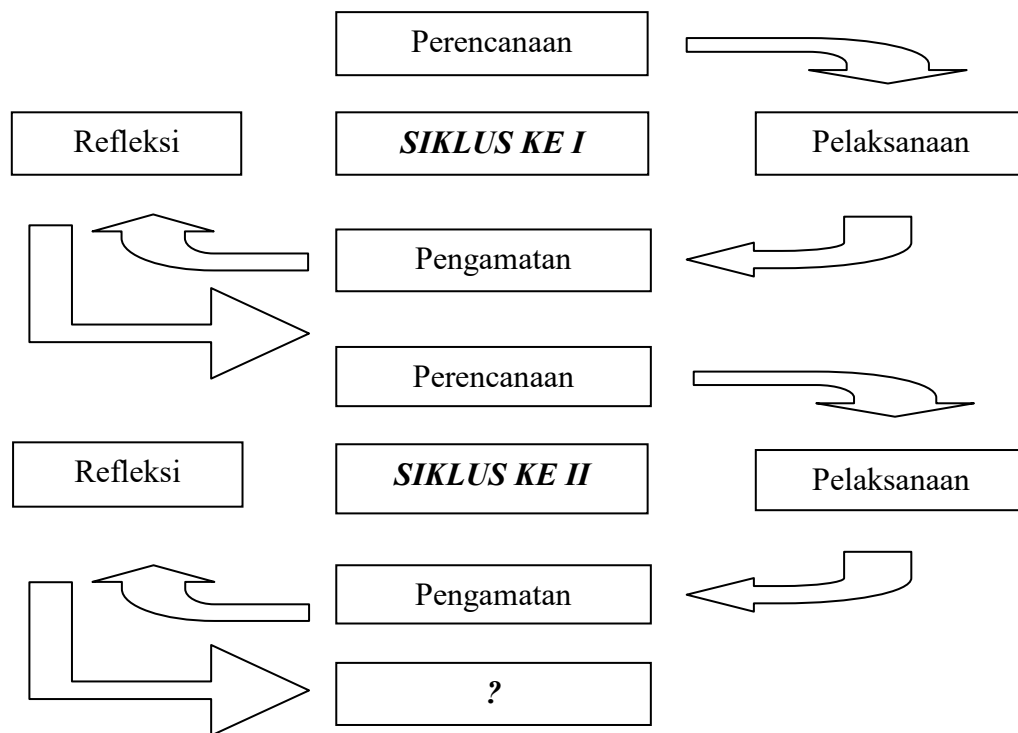 Perencanaan
Refleksi
SIKLUS KE I
Pelaksanaan
Pengamatan
Perencanaan
Refleksi
SIKLUS KE II
Pelaksanaan
Pengamatan
?